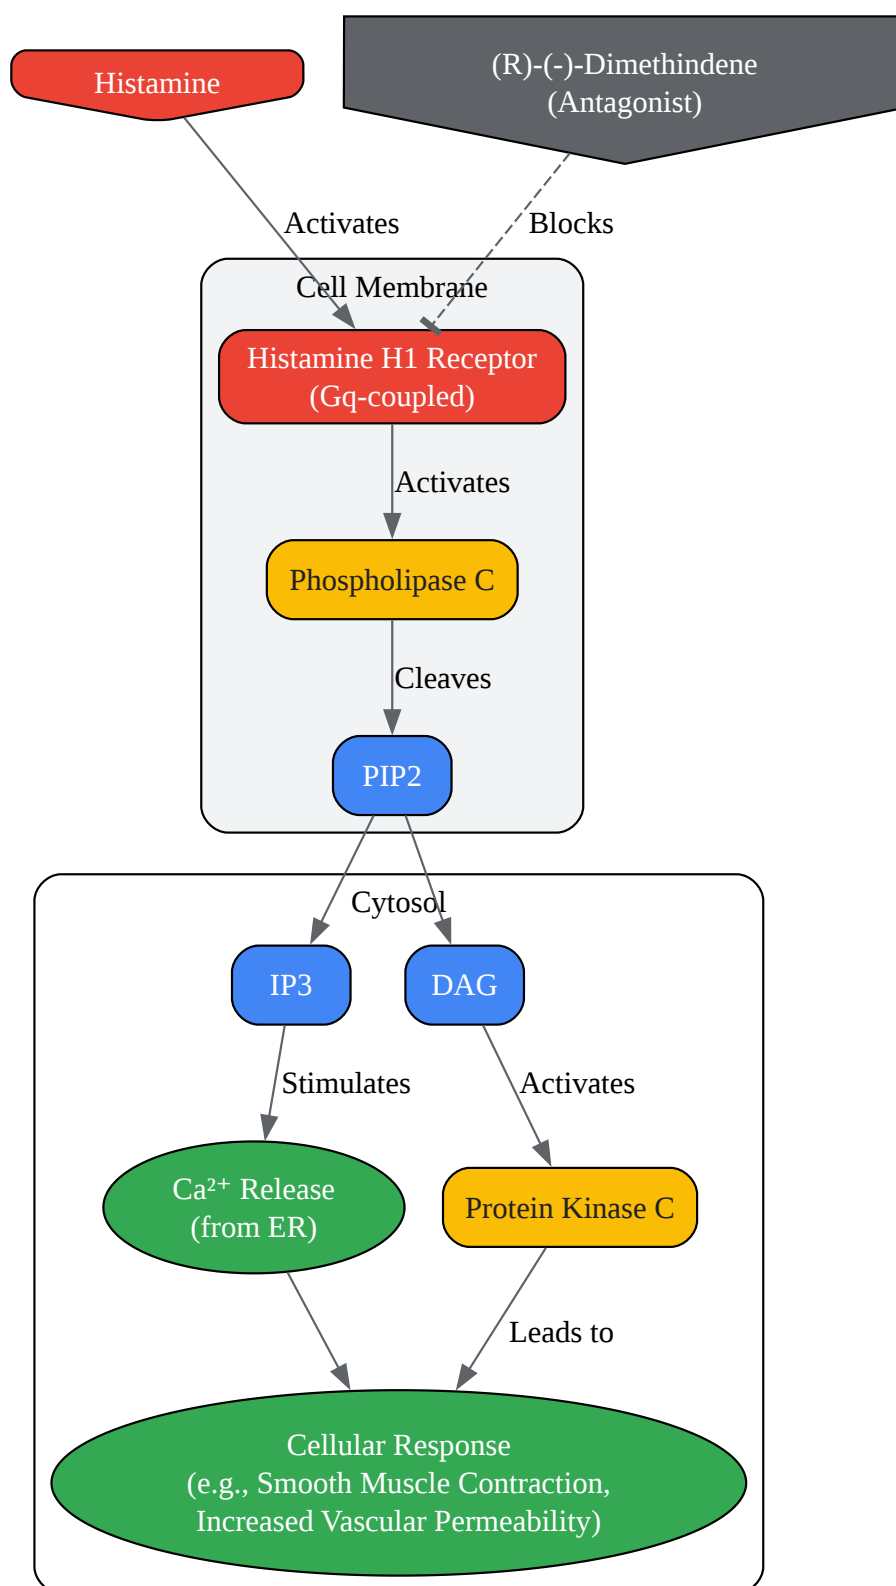 Histamine
(R)-(-)-Dimethindene
(Antagonist)
Activates
Blocks
Cell Membrane
Histamine H1 Receptor
(Gq-coupled)
Activates
Phospholipase C
Cleaves
PIP2
Cytosol
IP3
DAG
Stimulates
Activates
Ca²⁺ Release
(from ER)
Protein Kinase C
Leads to
Cellular Response
(e.g., Smooth Muscle Contraction,
Increased Vascular Permeability)